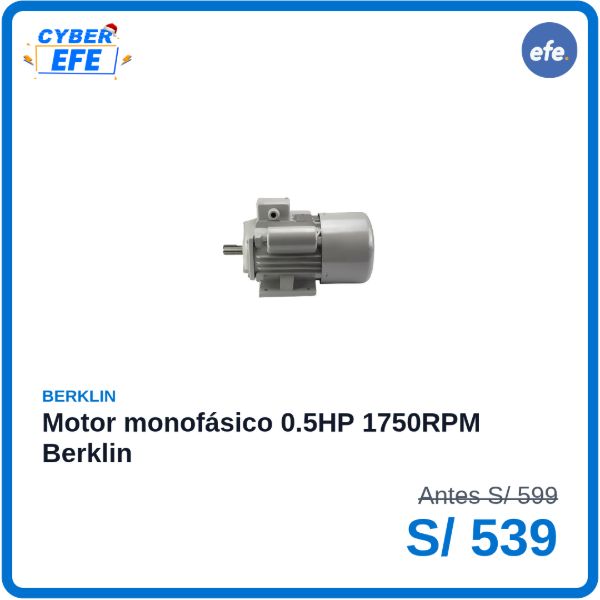 CYBER
EFE
efe.
BERKLIN
Motor monofásico 0.5HP 1750RPM
Berklin
Antes S/ 599
S/ 539